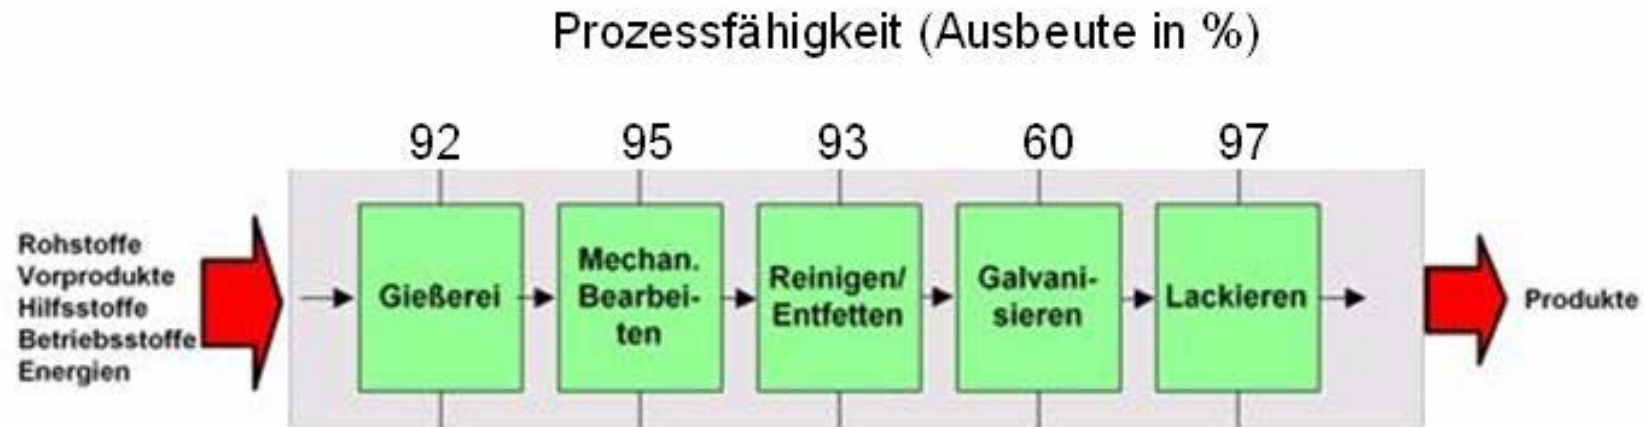 Prozessfähigkeit (Ausbeute in %)
92 95 93 60 97
Rohstoffe
Vorprodukte
Hilfsstoffe
Betriebsstoffe
Energien
Gießerei
Mechan.
Bearbei-
ten
Reinigen/
Entfetten
Galvani-
sieren
Lackieren
Produkte